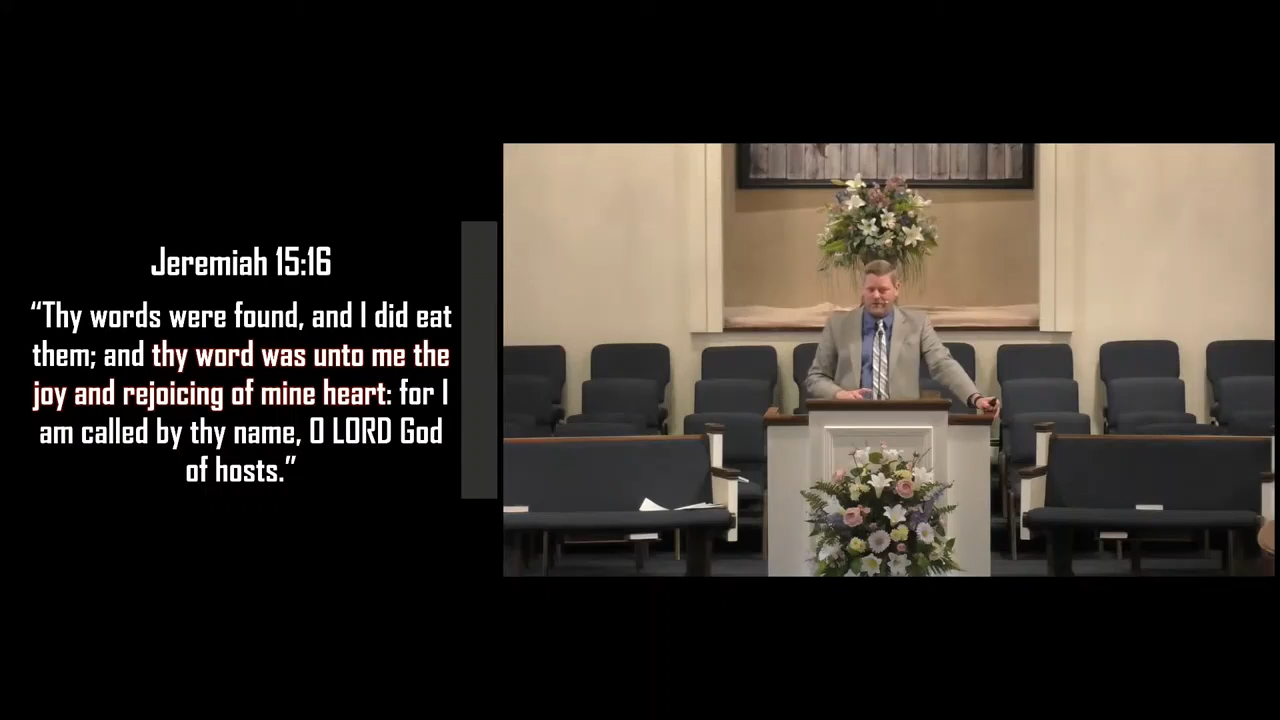 Jeremiah 15:16
“Thy words were found, and I did eat
them; and thy word was unto me the
joy and rejoicing of mine heart: for I
am called by thy name, O LORD God
of hosts.”